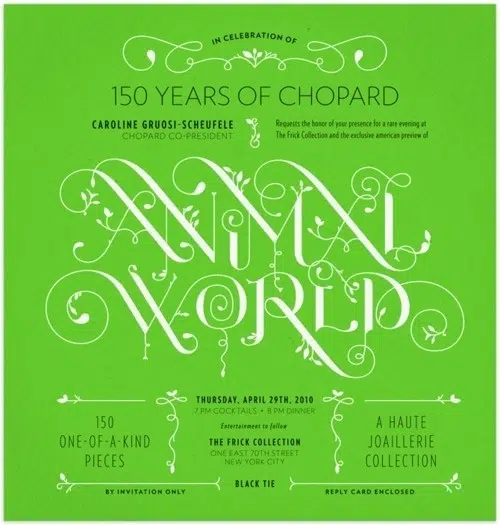 IN CELEBRATION OF
150 YEARS OF CHOPARD
CAROLINE GRUOSI-SCHEUFELE
CHOPARD CO-PRESIDENT
Requests the honor of your presence for a rare evening at
The Frick Collection and the exclusive american preview of
ANIMAL
WORLD
150
ONE-OF-A-KIND
PIECES
THURSDAY, APRIL 29TH, 2010
7 PM COCKTAILS • 8 PM DINNER
Entertainment to follow
THE FRICK COLLECTION
ONE EAST 70TH STREET
NEW YORK CITY
A HAUTE
JOAILLERIE
COLLECTION
BY INVITATION ONLY
BLACK TIE
REPLY CARD ENCLOSED